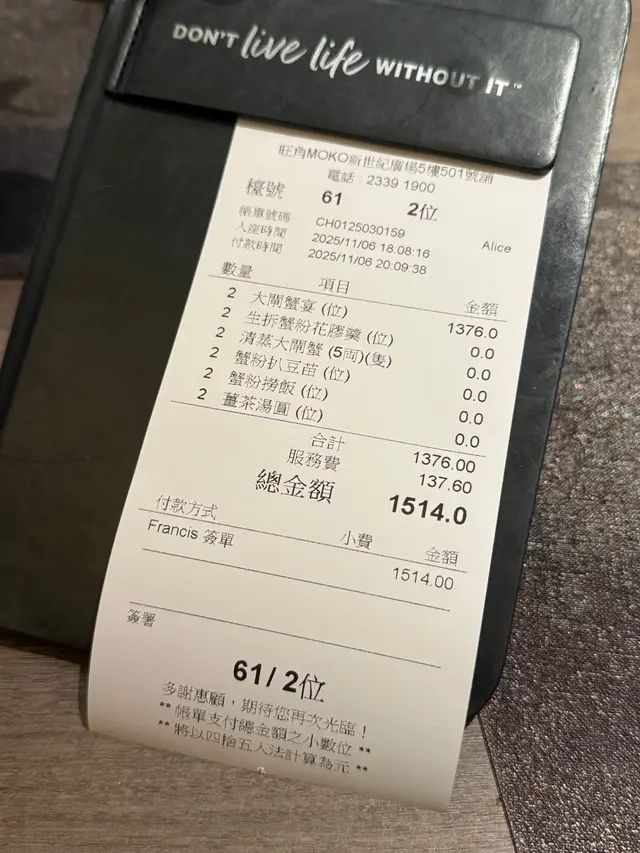 DON'T live life WITHOUT IT™
旺角MOKO新世紀廣場5樓501號舖
電話 : 2339 1900
檯號 61 2位
帳單號碼 CH0125030159 Alice
入座時間 2025/11/06 18:08:16
付款時間 2025/11/06 20:09:38
數量 項目 金額
2 大閘蟹宴 (位) 1376.0
2 生拆蟹粉花膠羹 (位) 0.0
2 清蒸大閘蟹 (5両)(隻) 0.0
2 蟹粉扒豆苗 (位) 0.0
2 蟹粉撈飯 (位) 0.0
2 薑茶湯圓 (位) 0.0
合計 1376.00
服務費 137.60
總金額 1514.0
付款方式 小費 金額
Francis 簽單 1514.00
簽署
61 / 2位
多謝惠顧，期待您再次光臨！
** 帳單支付總金額之小數位 **
** 將以四捨五入法計算為元 **